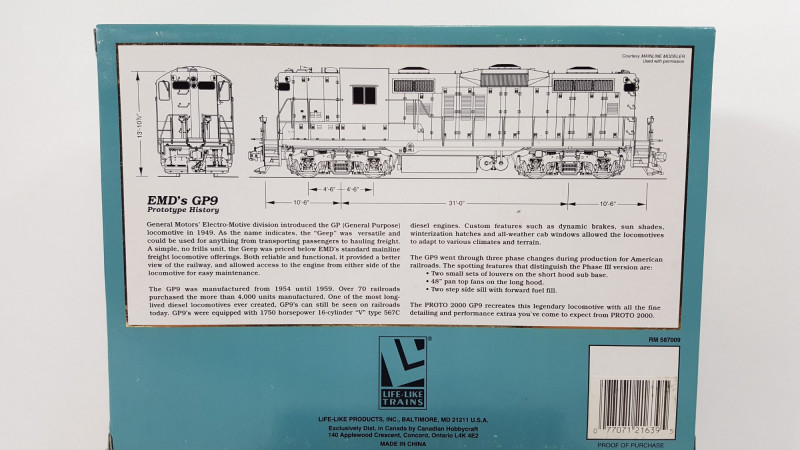 Courtesy MAINLINE MODELER
Used with permission
13'-10½"
4'-6" 4'-6"
10'-6" 31'-0" 10'-6"
EMD's GP9
Prototype History
General Motors' Electro-Motive division introduced the GP (General Purpose)
locomotive in 1949. As the name indicates, the "Geep" was versatile and
could be used for anything from transporting passengers to hauling freight.
A simple, no frills unit, the Geep was priced below EMD's standard mainline
freight locomotive offerings. Both reliable and functional, it provided a better
view of the railway, and allowed access to the engine from either side of the
locomotive for easy maintenance.
The GP9 was manufactured from 1954 until 1959. Over 70 railroads
purchased the more than 4,000 units manufactured. One of the most long-
lived diesel locomotives ever created, GP9's can still be seen on railroads
today. GP9's were equipped with 1750 horsepower 16-cylinder "V" type 567C
diesel engines. Custom features such as dynamic brakes, sun shades,
winterization hatches and all-weather cab windows allowed the locomotives
to adapt to various climates and terrain.
The GP9 went through three phase changes during production for American
railroads. The spotting features that distinguish the Phase III version are:
• Two small sets of louvers on the short hood sub base.
• 48" pan top fans on the long hood.
• Two step side sill with forward fuel fill.
The PROTO 2000 GP9 recreates this legendary locomotive with all the fine
detailing and performance extras you've come to expect from PROTO 2000.
®
LIFE-LIKE
TRAINS
LIFE-LIKE PRODUCTS, INC., BALTIMORE, MD 21211 U.S.A.
Exclusively Dist. in Canada by Canadian Hobbycraft
140 Applewood Crescent, Concord, Ontario L4K 4E2
MADE IN CHINA
RM 587009
0 77071 21639 5
PROOF OF PURCHASE